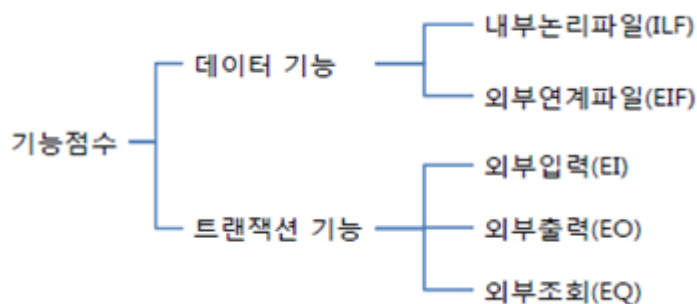 내부논리파일(ILF)
데이터 기능
외부연계파일(EIF)
기능점수
외부입력(EI)
트랜잭션 기능
외부출력(EO)
외부조회(EQ)